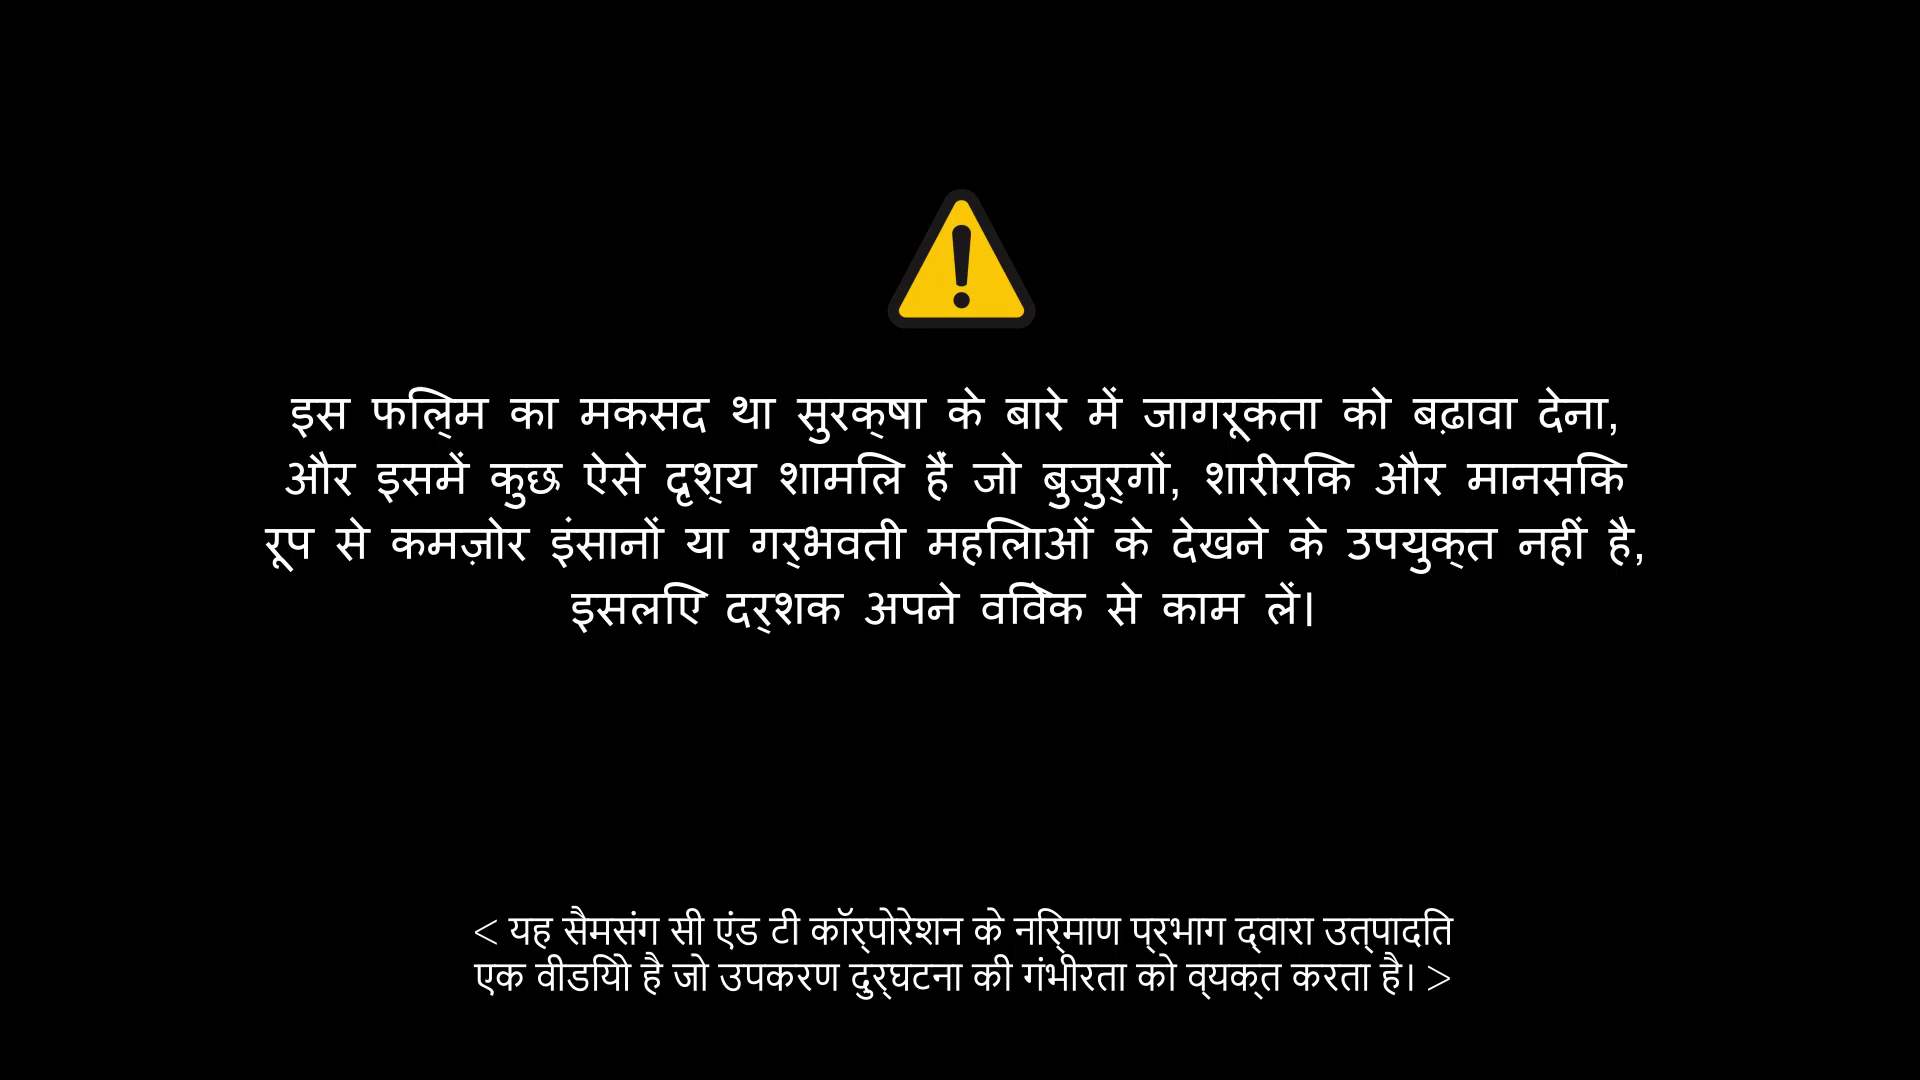 इस फिल्म का मकसद था सुरक्षा के बारे में जागरूकता को बढ़ावा देना,
और इसमें कुछ ऐसे दृश्य शामिल हैं जो बुजुर्गों, शारीरिक और मानसिक
रूप से कमज़ोर इंसानों या गर्भवती महिलाओं के देखने के उपयुक्त नहीं है,
इसलिए दर्शक अपने विवेक से काम लें।
< यह सैमसंग सी एंड टी कॉर्पोरेशन के निर्माण प्रभाग द्वारा उत्पादित
एक वीडियो है जो उपकरण दुर्घटना की गंभीरता को व्यक्त करता है। >